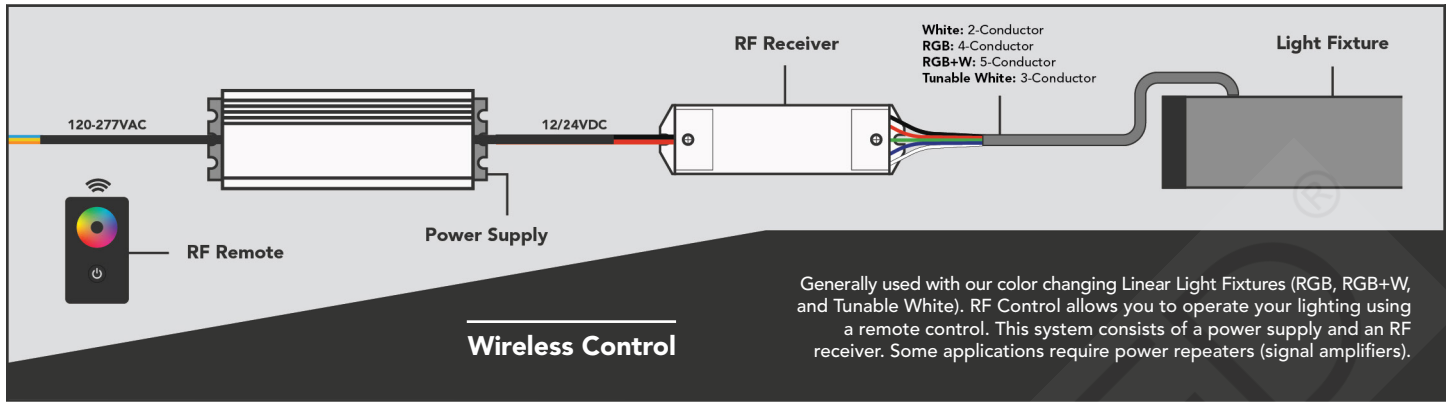 White: 2-Conductor
RGB: 4-Conductor
RGB+W: 5-Conductor
Tunable White: 3-Conductor
RF Receiver
Light Fixture
120-277VAC
12/24VDC
Power Supply
RF Remote
®
Wireless Control
Generally used with our color changing Linear Light Fixtures (RGB, RGB+W,
and Tunable White). RF Control allows you to operate your lighting using
a remote control. This system consists of a power supply and an RF
receiver. Some applications require power repeaters (signal amplifiers).